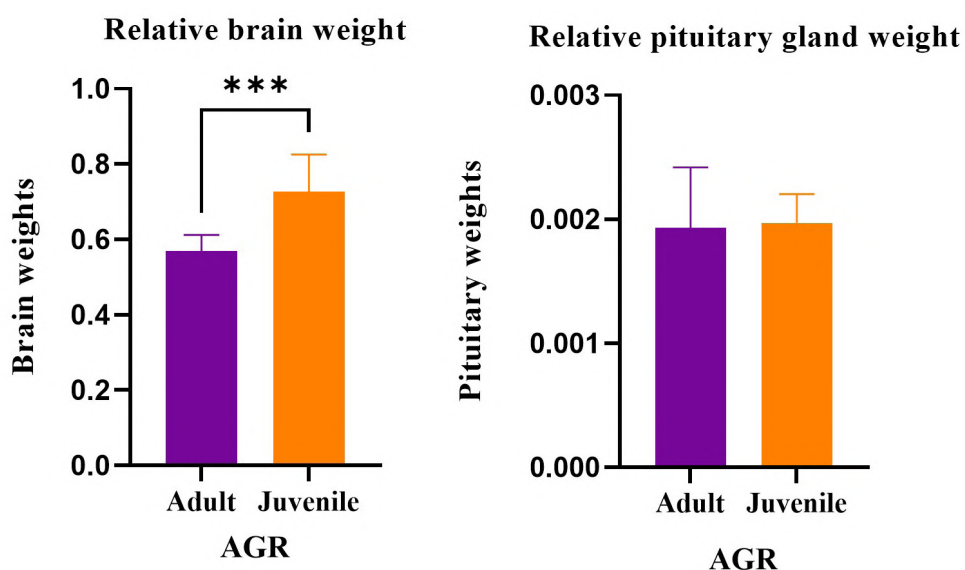 Relative brain weight
***
1.0
0.8
0.6
0.4
0.2
0.0
Brain weights
Adult Juvenile
AGR
Relative pituitary gland weight
0.003
0.002
0.001
0.000
Pituitary weights
Adult Juvenile
AGR